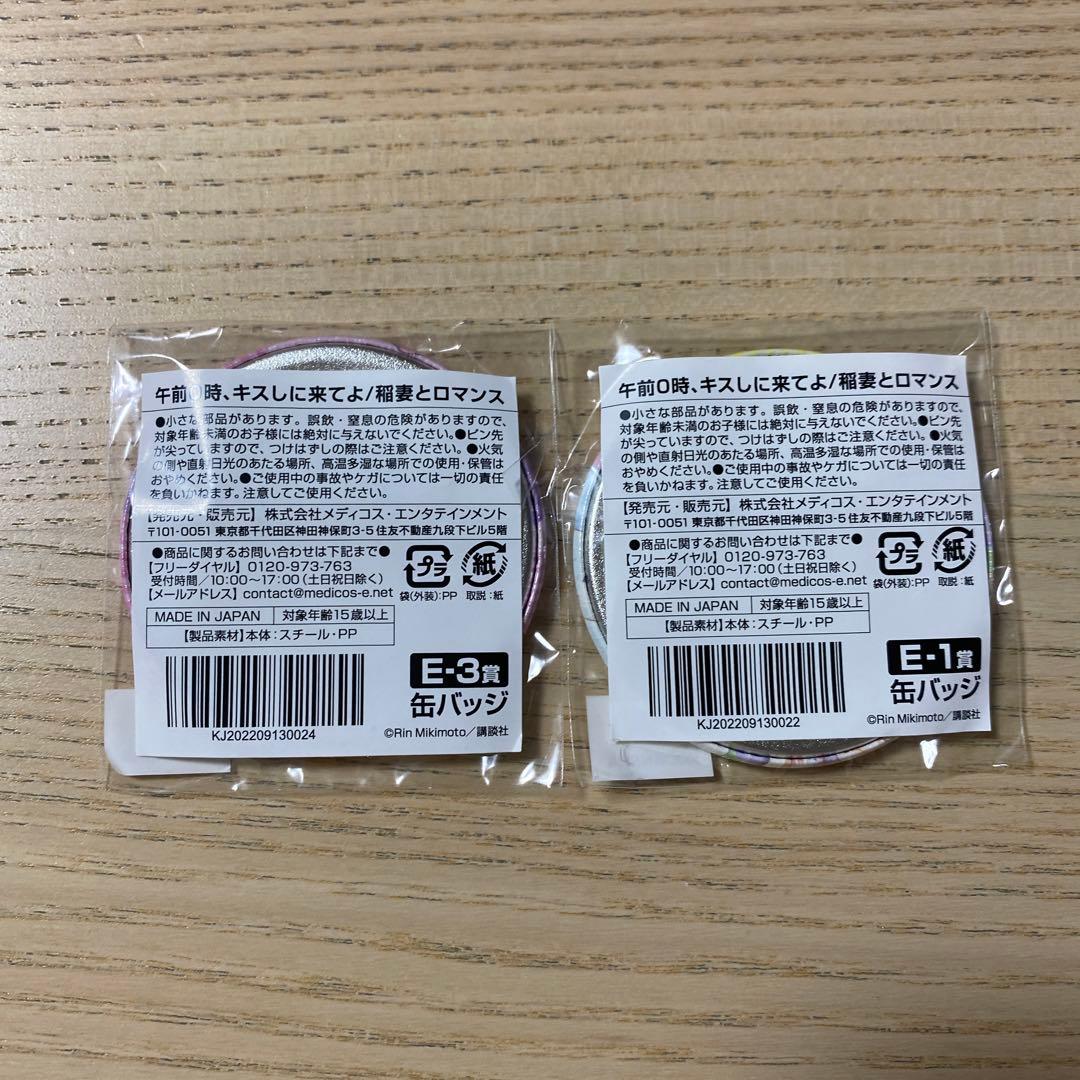 午前0時、キスしに来てよ/稲妻とロマンス
●小さな部品があります。誤飲・窒息の危険がありますので、
対象年齢未満のお子様には絶対に与えないでください。●ピン先
が尖っていますので、つけはずしの際はご注意ください。●火気
の側や直射日光のあたる場所、高温多湿な場所での使用・保管は
おやめください。●ご使用中の事故やケガについては一切の責任
を負いかねます。注意してご使用ください。
【発売元・販売元】株式会社メディコス・エンタテインメント
〒101-0051 東京都千代田区神田神保町3-5 住友不動産九段下ビル5階
●商品に関するお問い合わせは下記まで●
【フリーダイヤル】0120-973-763
受付時間/10:00～17:00(土日祝日除く)
【メールアドレス】contact@medicos-e.net
プラ
紙
袋(外装):PP 取説:紙
MADE IN JAPAN 対象年齢15歳以上
【製品素材】本体:スチール・PP
E-3賞
缶バッジ
KJ202209130024
©Rin Mikimoto/講談社
午前0時、キスしに来てよ/稲妻とロマンス
●小さな部品があります。誤飲・窒息の危険がありますので、
対象年齢未満のお子様には絶対に与えないでください。●ピン先
が尖っていますので、つけはずしの際はご注意ください。●火気
の側や直射日光のあたる場所、高温多湿な場所での使用・保管は
おやめください。●ご使用中の事故やケガについては一切の責任
を負いかねます。注意してご使用ください。
【発売元・販売元】株式会社メディコス・エンタテインメント
〒101-0051 東京都千代田区神田神保町3-5 住友不動産九段下ビル5階
●商品に関するお問い合わせは下記まで●
【フリーダイヤル】0120-973-763
受付時間/10:00～17:00(土日祝日除く)
【メールアドレス】contact@medicos-e.net
プラ
紙
袋(外装):PP 取説:紙
MADE IN JAPAN 対象年齢15歳以上
【製品素材】本体:スチール・PP
E-1賞
缶バッジ
KJ202209130022
©Rin Mikimoto/講談社